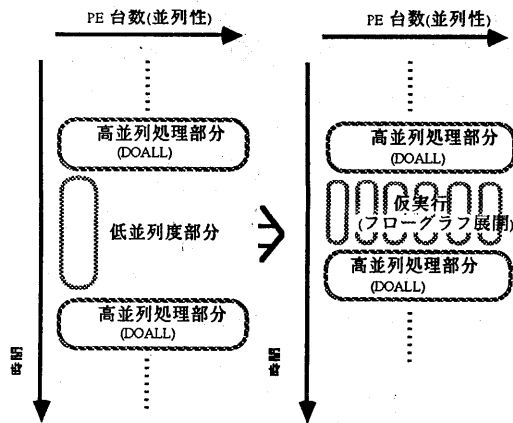 PE 台数(並列性)
高並列処理部分
(DOALL)
低並列度部分
高並列処理部分
(DOALL)
時間
PE 台数(並列性)
高並列処理部分
(DOALL)
仮実行
(フローグラフ展開)
高並列処理部分
(DOALL)
時間